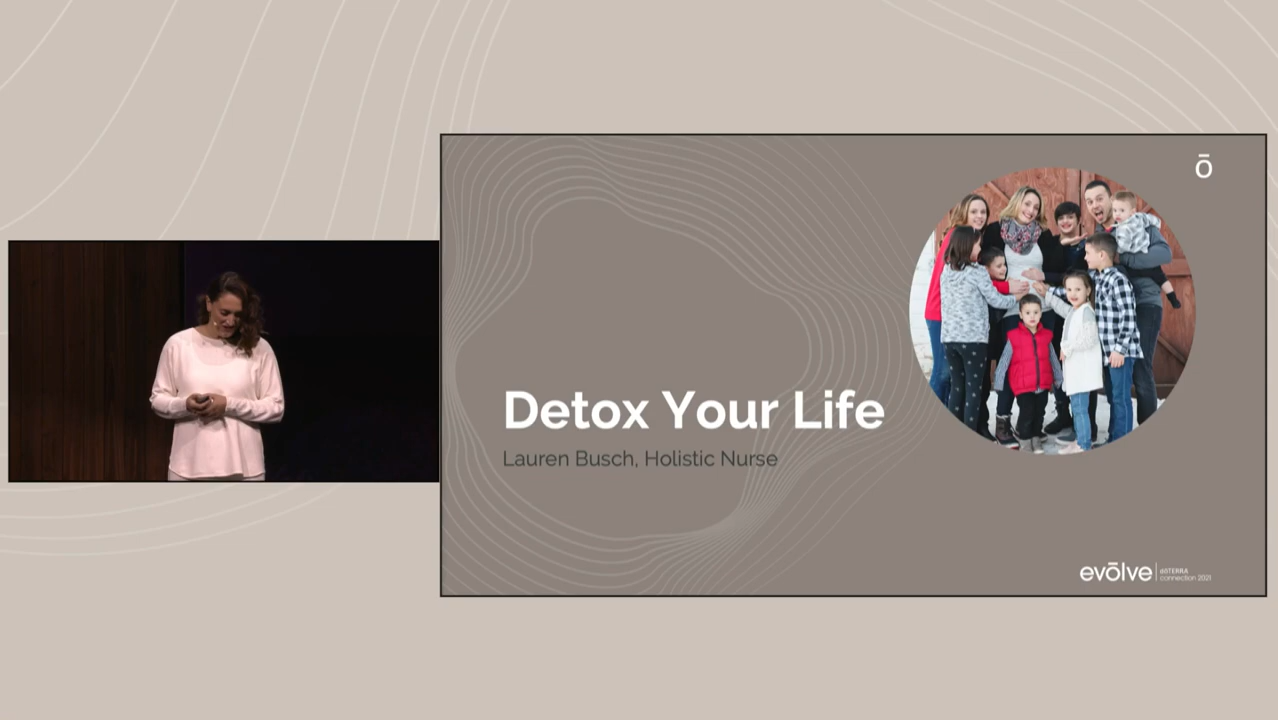 ō
Detox Your Life
Lauren Busch, Holistic Nurse
evōlve
dōTERRA
connection 2021